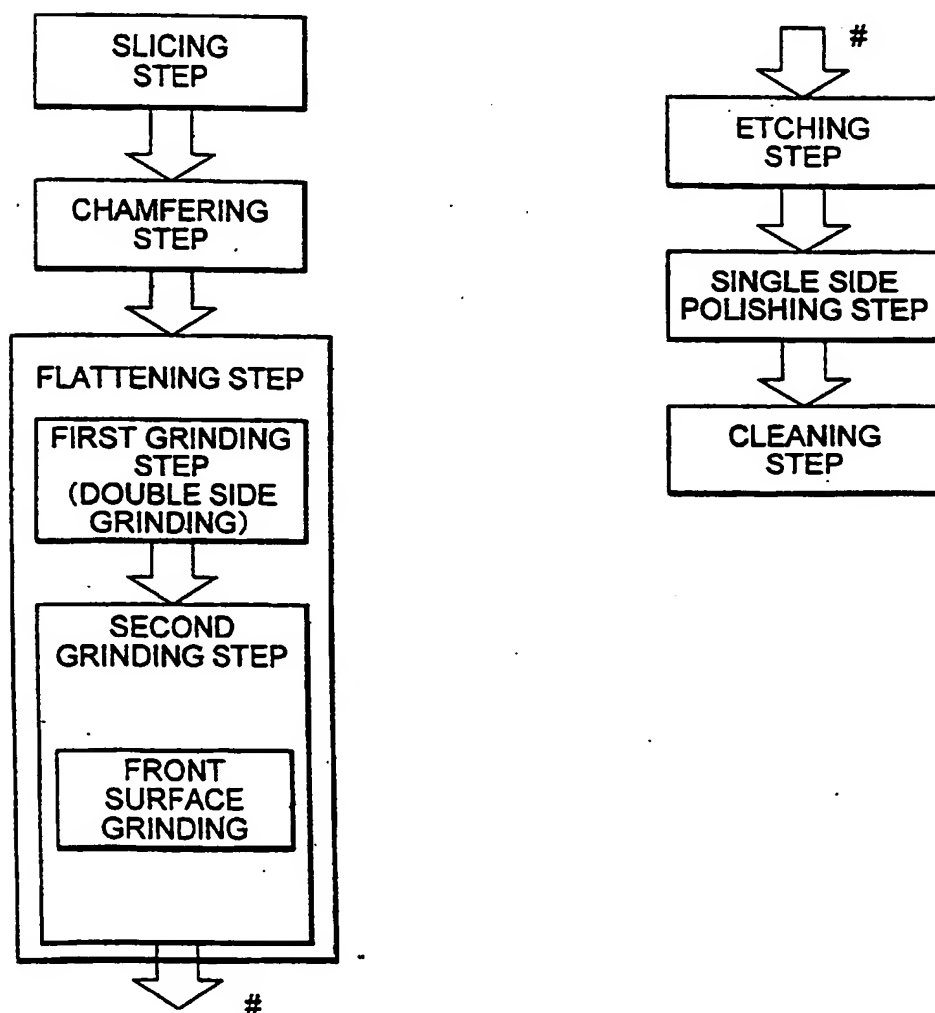 SLICING
STEP
CHAMFERING
STEP
FLATTENING STEP
FIRST GRINDING
STEP
(DOUBLE SIDE
GRINDING)
SECOND
GRINDING STEP
FRONT
SURFACE
GRINDING
#
#
ETCHING
STEP
SINGLE SIDE
POLISHING STEP
CLEANING
STEP